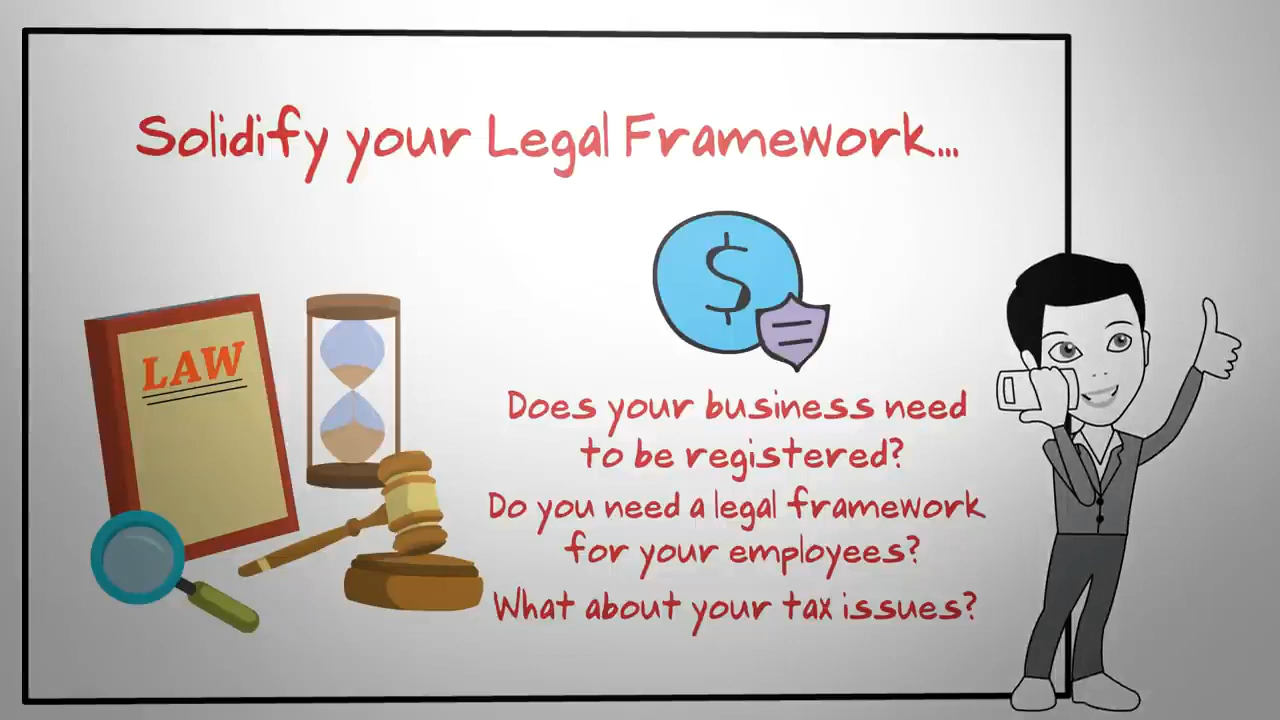 Solidify your Legal Framework...
LAW
$
Does your business need
to be registered?
Do you need a legal framework
for your employees?
What about your tax issues?